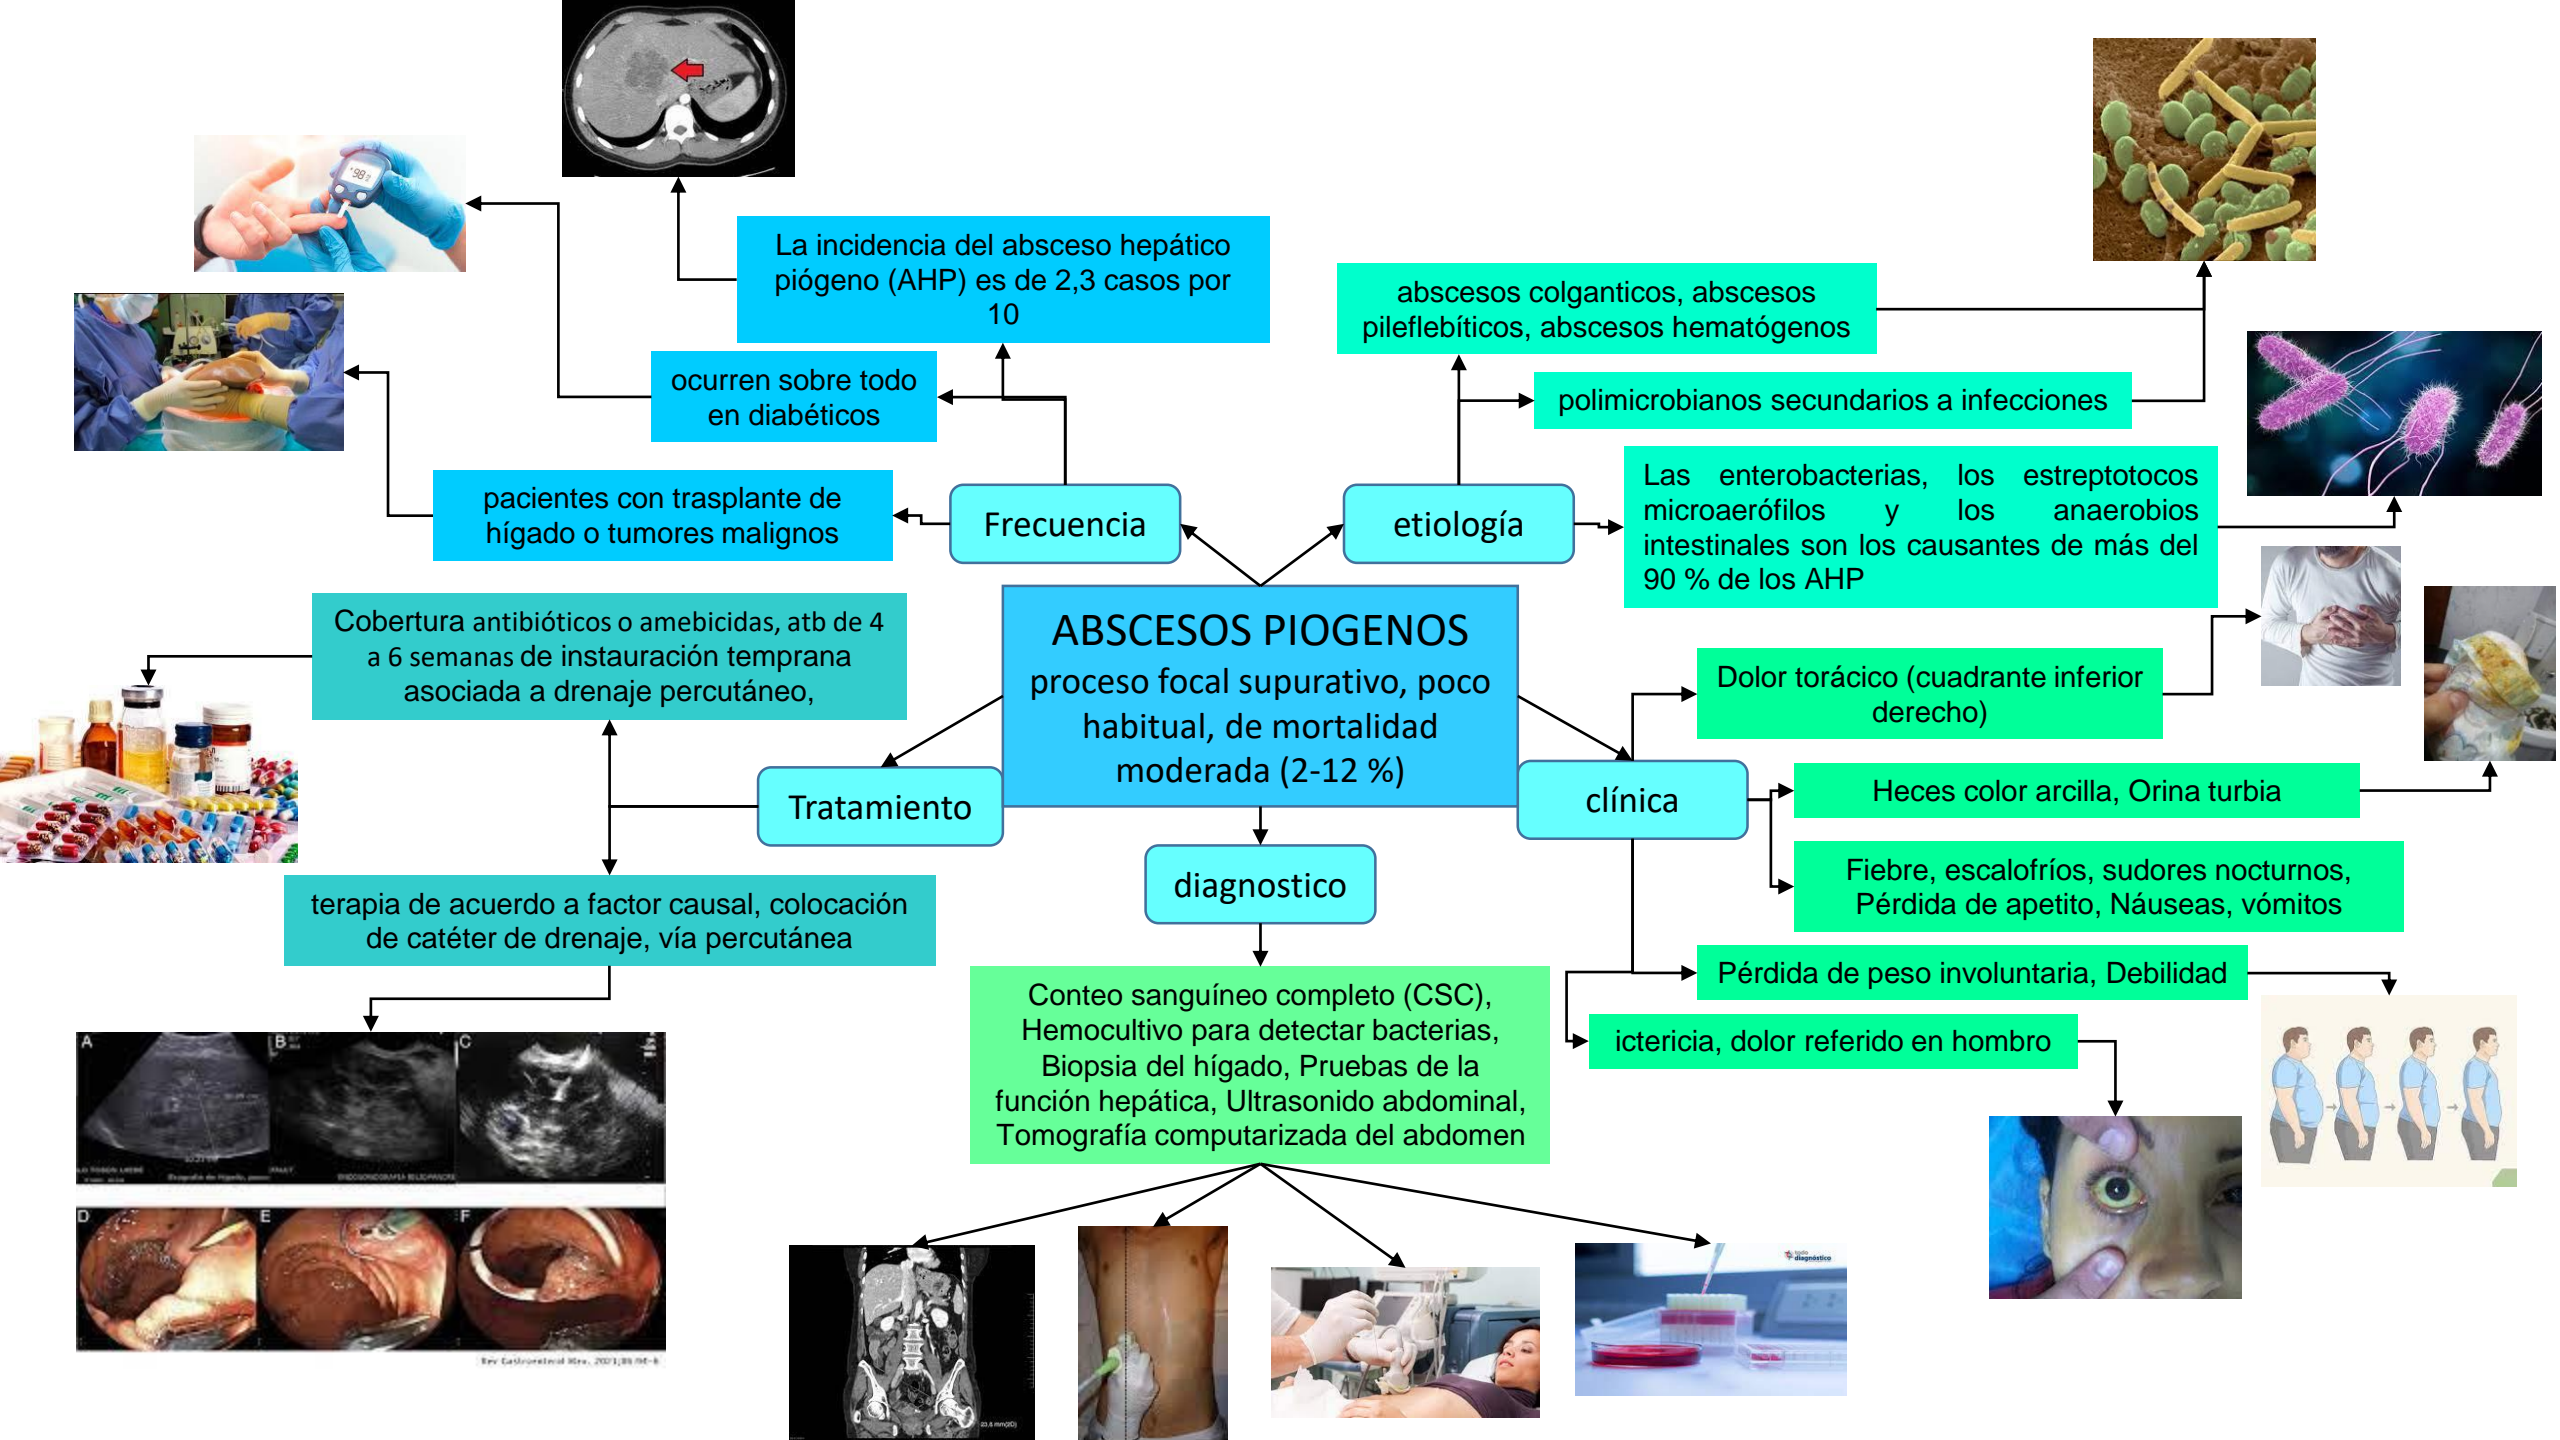 La incidencia del absceso hepático
piógeno (AHP) es de 2,3 casos por
10
ocurren sobre todo
en diabéticos
pacientes con trasplante de
hígado o tumores malignos
Frecuencia
abscesos colganticos, abscesos
pileflebíticos, abscesos hematógenos
polimicrobianos secundarios a infecciones
Las enterobacterias, los estreptotocos
microaerófilos y los anaerobios
intestinales son los causantes de más del
90 % de los AHP
etiología
ABSCESOS PIOGENOS
proceso focal supurativo, poco
habitual, de mortalidad
moderada (2-12 %)
Cobertura antibióticos o amebicidas, atb de 4
a 6 semanas de instauración temprana
asociada a drenaje percutáneo,
Tratamiento
terapia de acuerdo a factor causal, colocación
de catéter de drenaje, vía percutánea
diagnostico
Conteo sanguíneo completo (CSC),
Hemocultivo para detectar bacterias,
Biopsia del hígado, Pruebas de la
función hepática, Ultrasonido abdominal,
Tomografía computarizada del abdomen
clínica
Dolor torácico (cuadrante inferior
derecho)
Heces color arcilla, Orina turbia
Fiebre, escalofríos, sudores nocturnos,
Pérdida de apetito, Náuseas, vómitos
Pérdida de peso involuntaria, Debilidad
ictericia, dolor referido en hombro
98
A
B
C
D
E
F
23,6 mm(2D)
todo
diagnóstico